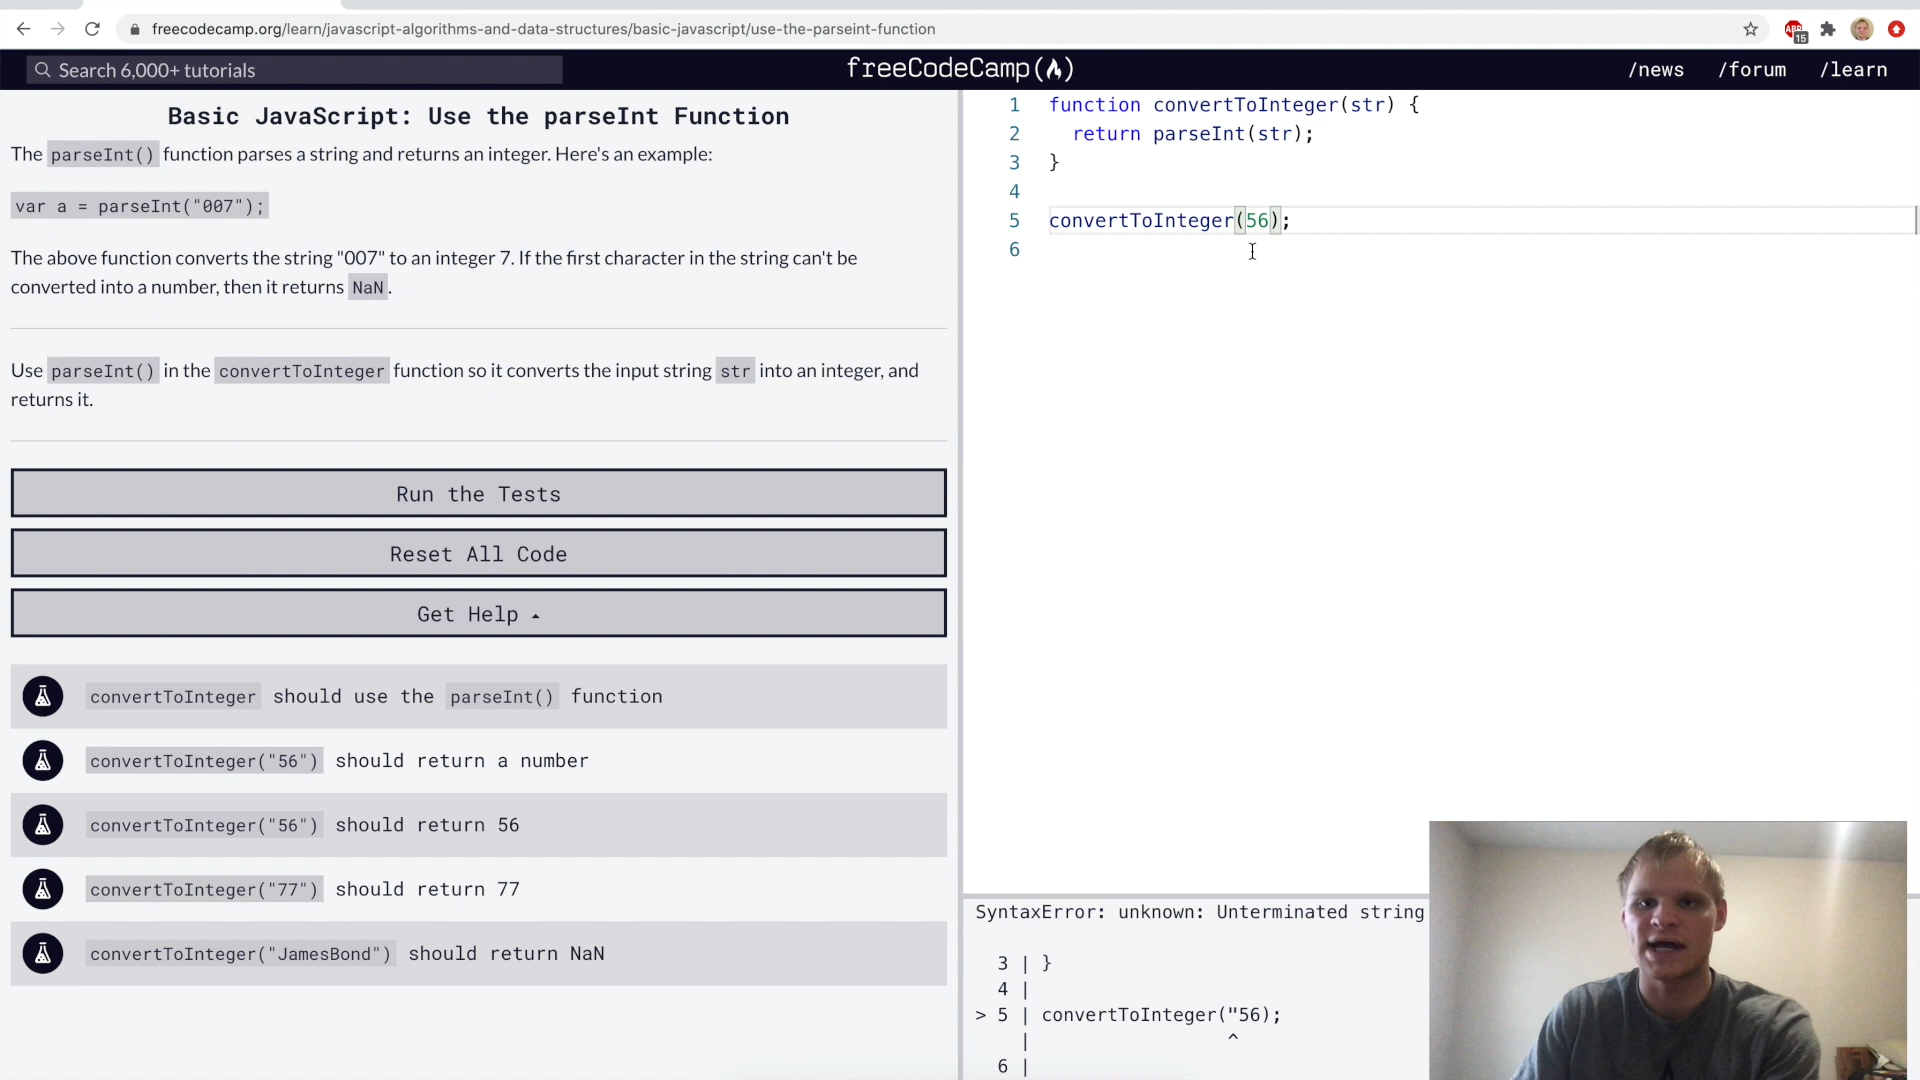 freecodecamp.org/learn/javascript-algorithms-and-data-structures/basic-javascript/use-the-parseint-function
ABP
15
Search 6,000+ tutorials
freeCodeCamp(🔥)
/news
/forum
/learn
Basic JavaScript: Use the parseInt Function
The parseInt() function parses a string and returns an integer. Here's an example:
var a = parseInt("007");
The above function converts the string "007" to an integer 7. If the first character in the string can't be
converted into a number, then it returns NaN.
Use parseInt() in the convertToInteger function so it converts the input string str into an integer, and
returns it.
Run the Tests
Reset All Code
Get Help
convertToInteger should use the parseInt() function
convertToInteger("56") should return a number
convertToInteger("56") should return 56
convertToInteger("77") should return 77
convertToInteger("JamesBond") should return NaN
1 function convertToInteger(str) {
2 return parseInt(str);
3 }
4
5 convertToInteger(56);
6
SyntaxError: unknown: Unterminated string
3 | }
4 |
> 5 | convertToInteger("56);
| ^
6 |